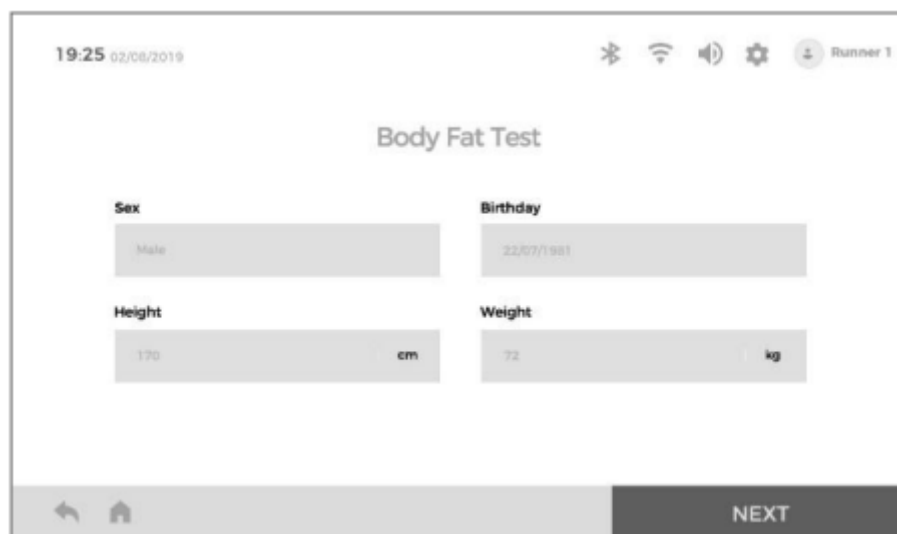 19:25 02/08/2019
Runner 1
Body Fat Test
Sex
Birthday
Male
22/07/1981
Height
Weight
170
cm
72
kg
NEXT